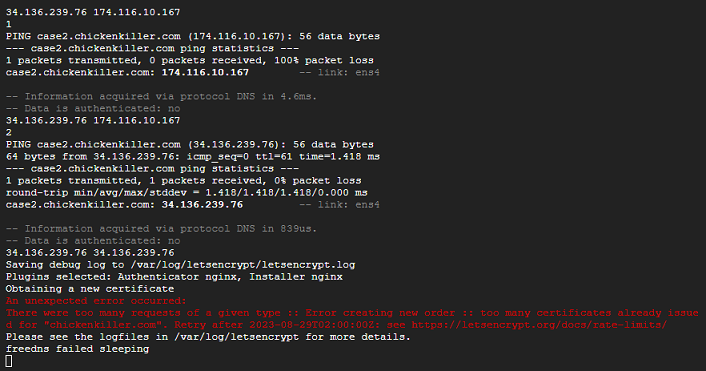 34.136.239.76 174.116.10.167
1
PING case2.chickenkiller.com (174.116.10.167): 56 data bytes
--- case2.chickenkiller.com ping statistics ---
1 packets transmitted, 0 packets received, 100% packet loss
case2.chickenkiller.com: 174.116.10.167        -- link: ens4
-- Information acquired via protocol DNS in 4.6ms.
-- Data is authenticated: no
34.136.239.76 174.116.10.167
2
PING case2.chickenkiller.com (34.136.239.76): 56 data bytes
64 bytes from 34.136.239.76: icmp_seq=0 ttl=61 time=1.418 ms
--- case2.chickenkiller.com ping statistics ---
1 packets transmitted, 1 packets received, 0% packet loss
round-trip min/avg/max/stddev = 1.418/1.418/1.418/0.000 ms
case2.chickenkiller.com: 34.136.239.76         -- link: ens4
-- Information acquired via protocol DNS in 839us.
-- Data is authenticated: no
34.136.239.76 34.136.239.76
Saving debug log to /var/log/letsencrypt/letsencrypt.log
Plugins selected: Authenticator nginx, Installer nginx
Obtaining a new certificate
An unexpected error occurred:
There were too many requests of a given type :: Error creating new order :: too many certificates already issue
d for "chickenkiller.com". Retry after 2023-08-29T02:00:00Z: see https://letsencrypt.org/docs/rate-limits/
Please see the logfiles in /var/log/letsencrypt for more details.
freedns failed sleeping